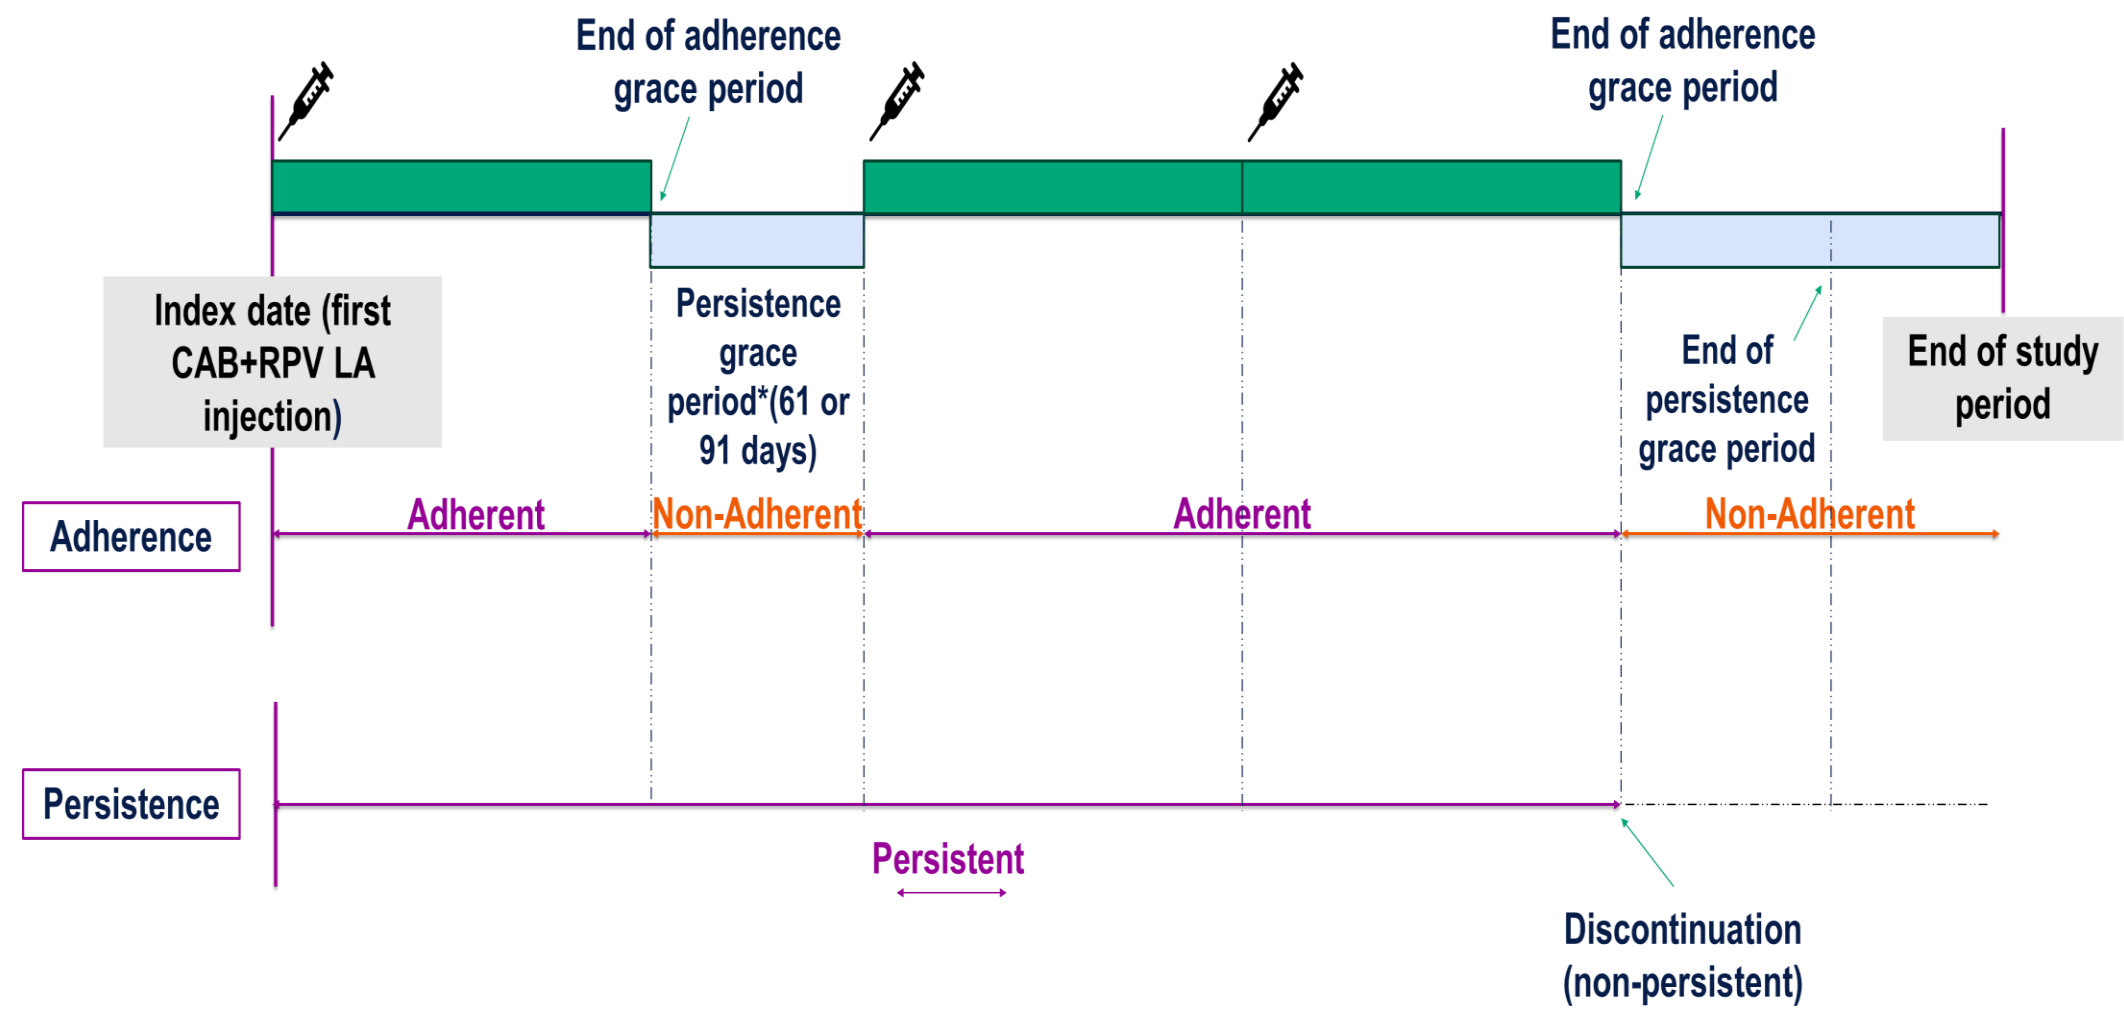 End of adherence
grace period
End of adherence
grace period
Index date (first
CAB+RPV LA
injection)
Persistence
grace
period*(61 or
91 days)
End of
persistence
grace period
End of study
period
Adherence
Adherent
Non-Adherent
Adherent
Non-Adherent
Persistence
Persistent
Discontinuation
(non-persistent)